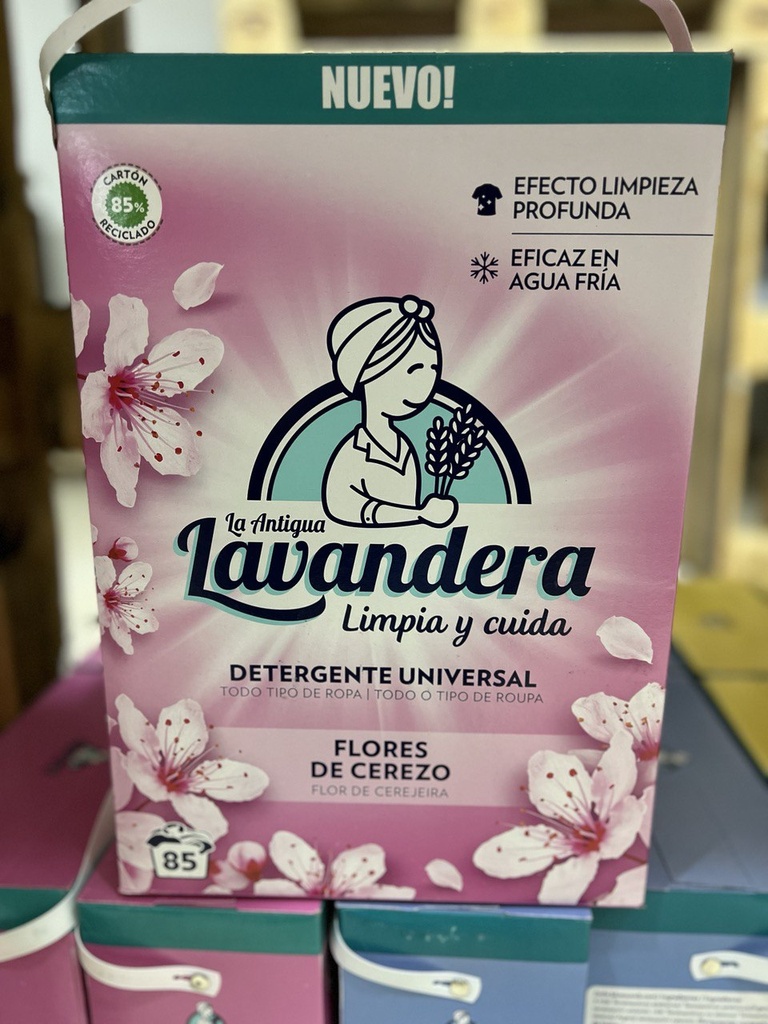 NUEVO!
CARTÓN
85%
RECICLADO
EFECTO LIMPIEZA
PROFUNDA
EFICAZ EN
AGUA FRÍA
La Antigua
Lavandera
Limpia y cuida
DETERGENTE UNIVERSAL
TODO TIPO DE ROPA | TODO O TIPO DE ROUPA
FLORES
DE CEREZO
FLOR DE CEREJEIRA
85